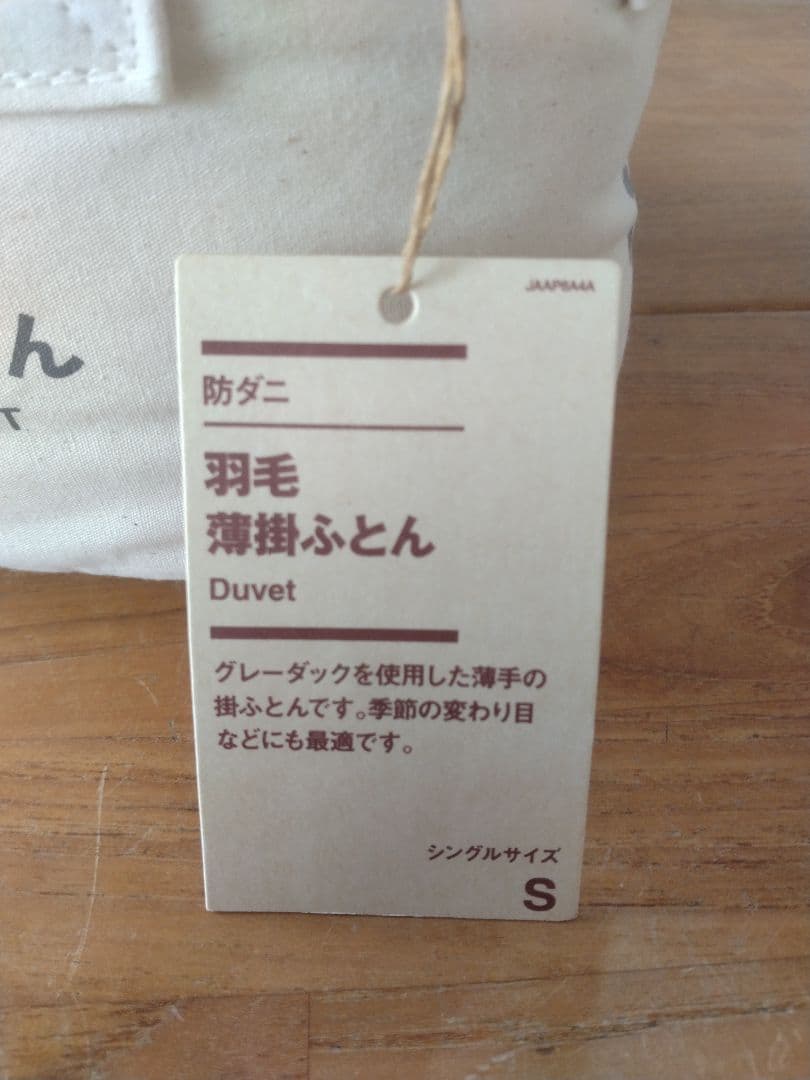 JAAP8A4A
防ダニ
羽毛
薄掛ふとん
Duvet
グレーダックを使用した薄手の
掛ふとんです。季節の変わり目
などにも最適です。
シングルサイズ
S
ん